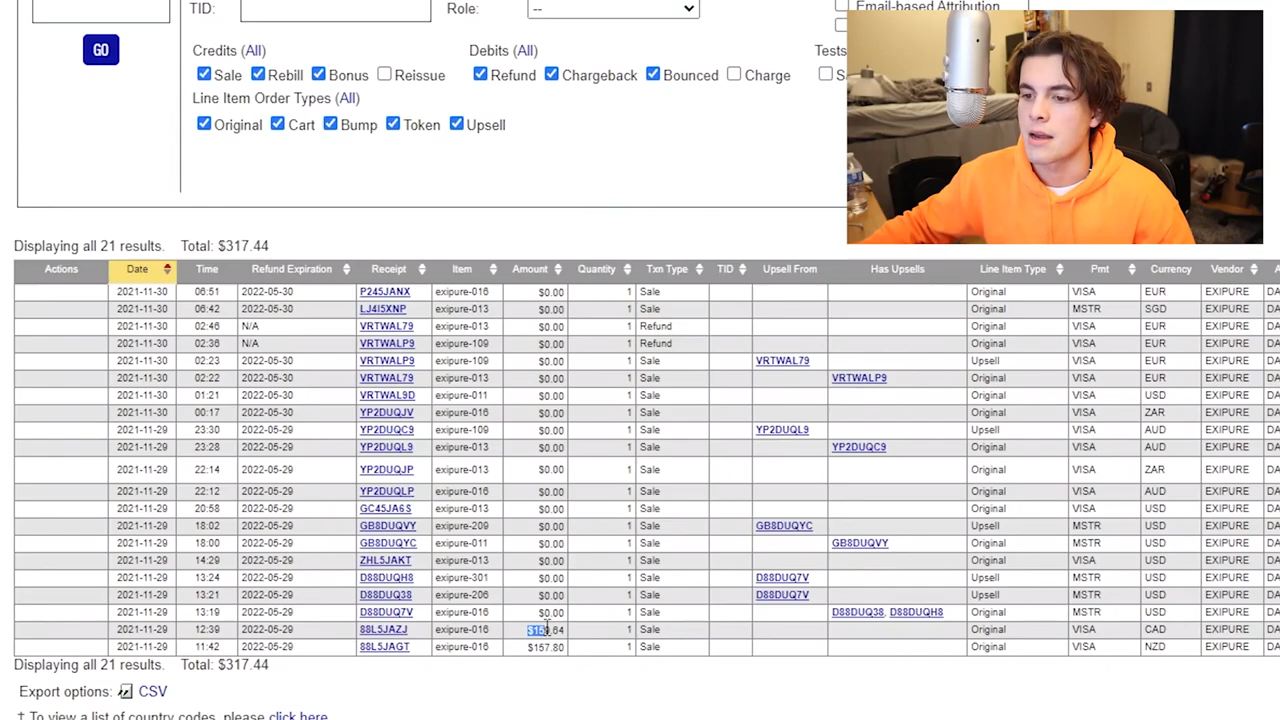 TID: Role: -- Email-based Attribution
GO
Credits (All) Debits (All) Tests
Sale Rebill Bonus Reissue Refund Chargeback Bounced Charge S
Line Item Order Types (All)
Original Cart Bump Token Upsell
Displaying all 21 results. Total: $317.44
Actions Date Time Refund Expiration Receipt Item Amount Quantity Txn Type TID Upsell From Has Upsells Line Item Type Pmt Currency Vendor A
2021-11-30 06:51 2022-05-30 P245JANX exipure-016 $0.00 1 Sale Original VISA EUR EXIPURE DA
2021-11-30 06:42 2022-05-30 LJ4I5XNP exipure-013 $0.00 1 Sale Original MSTR SGD EXIPURE DA
2021-11-30 02:46 N/A VRTWAL79 exipure-013 $0.00 1 Refund Original VISA EUR EXIPURE DA
2021-11-30 02:36 N/A VRTWALP9 exipure-109 $0.00 1 Refund Original VISA EUR EXIPURE DA
2021-11-30 02:23 2022-05-30 VRTWALP9 exipure-109 $0.00 1 Sale VRTWAL79 Upsell VISA EUR EXIPURE DA
2021-11-30 02:22 2022-05-30 VRTWAL79 exipure-013 $0.00 1 Sale VRTWALP9 Original VISA EUR EXIPURE DA
2021-11-30 01:21 2022-05-30 VRTWAL9D exipure-011 $0.00 1 Sale Original VISA USD EXIPURE DA
2021-11-30 00:17 2022-05-30 YP2DUQJV exipure-016 $0.00 1 Sale Original VISA ZAR EXIPURE DA
2021-11-29 23:30 2022-05-29 YP2DUQC9 exipure-109 $0.00 1 Sale YP2DUQL9 Upsell VISA AUD EXIPURE DA
2021-11-29 23:28 2022-05-29 YP2DUQL9 exipure-013 $0.00 1 Sale YP2DUQC9 Original VISA AUD EXIPURE DA
2021-11-29 22:14 2022-05-29 YP2DUQJP exipure-013 $0.00 1 Sale Original VISA ZAR EXIPURE DA
2021-11-29 22:12 2022-05-29 YP2DUQLP exipure-016 $0.00 1 Sale Original VISA AUD EXIPURE DA
2021-11-29 20:58 2022-05-29 GC45JA6S exipure-013 $0.00 1 Sale Original VISA USD EXIPURE DA
2021-11-29 18:02 2022-05-29 GB8DUQVY exipure-209 $0.00 1 Sale GB8DUQYC Upsell MSTR USD EXIPURE DA
2021-11-29 18:00 2022-05-29 GB8DUQYC exipure-011 $0.00 1 Sale GB8DUQVY Original MSTR USD EXIPURE DA
2021-11-29 14:29 2022-05-29 ZHL5JAKT exipure-013 $0.00 1 Sale Original VISA USD EXIPURE DA
2021-11-29 13:24 2022-05-29 D88DUQH8 exipure-301 $0.00 1 Sale D88DUQ7V Upsell MSTR USD EXIPURE DA
2021-11-29 13:21 2022-05-29 D88DUQ38 exipure-206 $0.00 1 Sale D88DUQ7V Upsell MSTR USD EXIPURE DA
2021-11-29 13:19 2022-05-29 D88DUQ7V exipure-016 $0.00 1 Sale D88DUQ38, D88DUQH8 Original MSTR USD EXIPURE DA
2021-11-29 12:39 2022-05-29 88L5JAZJ exipure-016 1 Sale Original VISA CAD EXIPURE DA
2021-11-29 11:42 2022-05-29 88L5JAGT exipure-016 $157.80 1 Sale Original VISA NZD EXIPURE DA
Displaying all 21 results. Total: $317.44
Export options: CSV
† To view a list of country codes, please click here